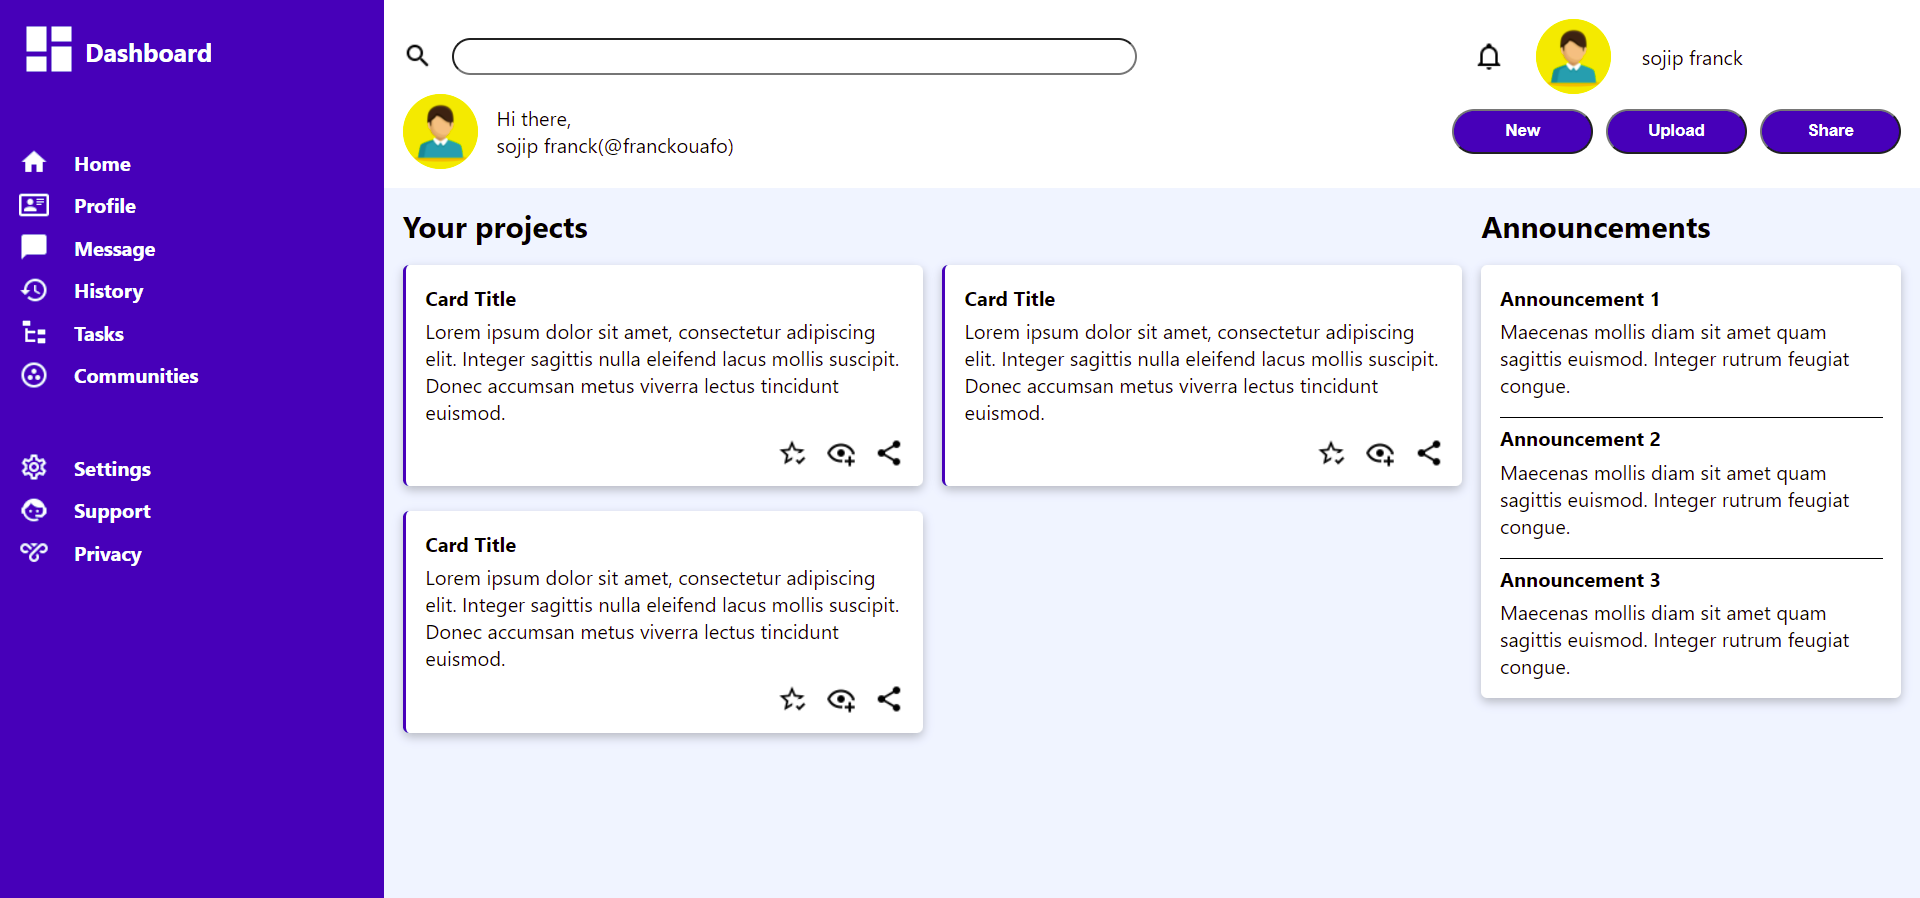 Dashboard
Home
Profile
Message
History
Tasks
Communities
Settings
Support
Privacy
sojip franck
Hi there,
sojip franck(@franckouafo)
New
Upload
Share
Your projects
Card Title
Lorem ipsum dolor sit amet, consectetur adipiscing
elit. Integer sagittis nulla eleifend lacus mollis suscipit.
Donec accumsan metus viverra lectus tincidunt
euismod.
Card Title
Lorem ipsum dolor sit amet, consectetur adipiscing
elit. Integer sagittis nulla eleifend lacus mollis suscipit.
Donec accumsan metus viverra lectus tincidunt
euismod.
Card Title
Lorem ipsum dolor sit amet, consectetur adipiscing
elit. Integer sagittis nulla eleifend lacus mollis suscipit.
Donec accumsan metus viverra lectus tincidunt
euismod.
Announcements
Announcement 1
Maecenas mollis diam sit amet quam
sagittis euismod. Integer rutrum feugiat
congue.
Announcement 2
Maecenas mollis diam sit amet quam
sagittis euismod. Integer rutrum feugiat
congue.
Announcement 3
Maecenas mollis diam sit amet quam
sagittis euismod. Integer rutrum feugiat
congue.